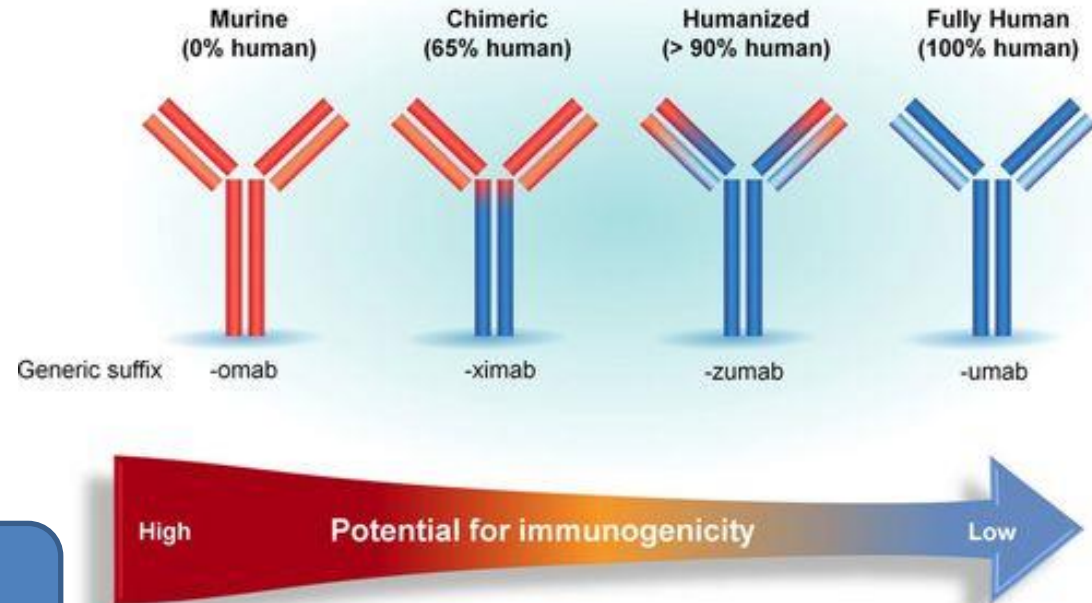 Murine
(0% human)
Chimeric
(65% human)
Humanized
(> 90% human)
Fully Human
(100% human)
Generic suffix -omab -ximab -zumab -umab
High Potential for immunogenicity Low